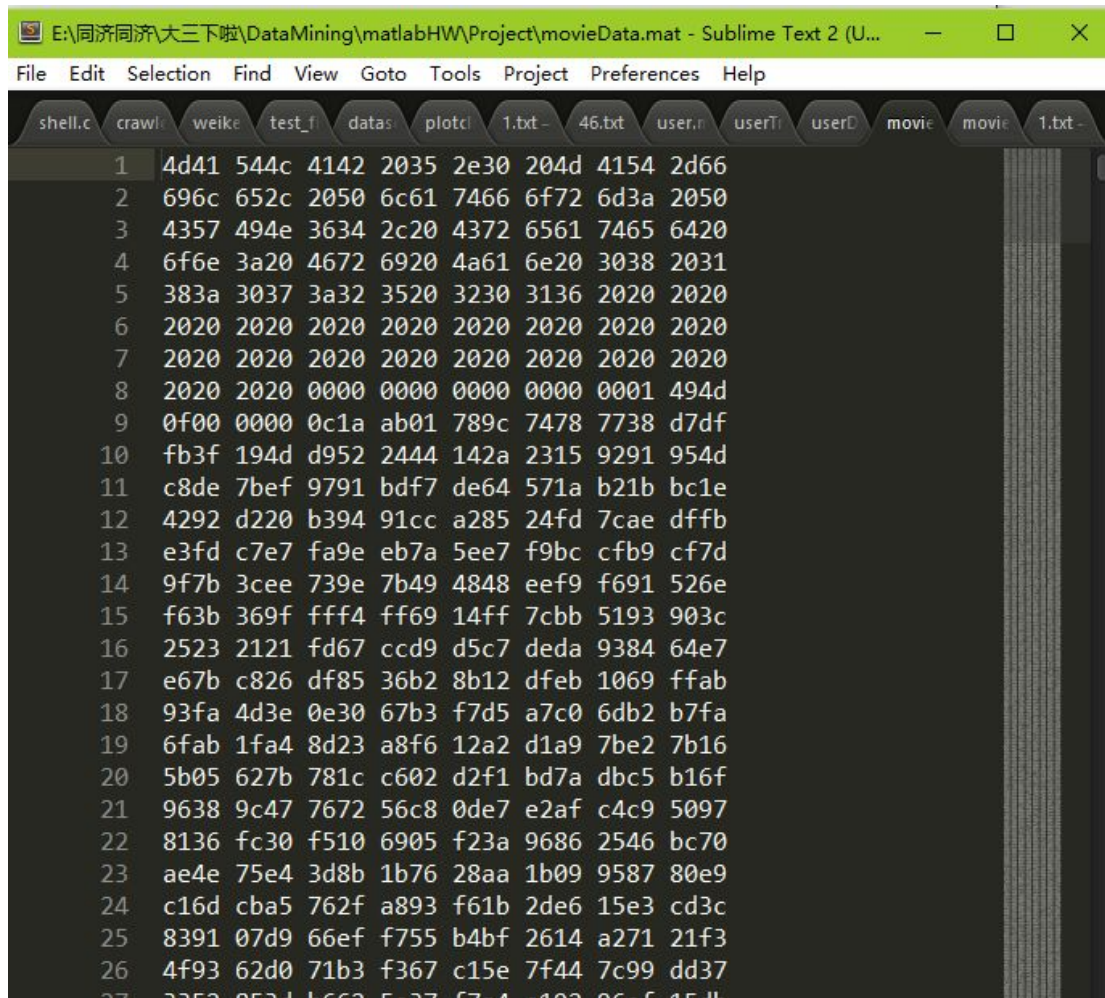 E:\同济同济\大三下啦\DataMining\matlabHW\Project\movieData.mat - Sublime Text 2 (U...
File Edit Selection Find View Goto Tools Project Preferences Help
shell.c crawl weike test_f datas plotcl 1.txt - 46.txt user.n userTr userD movie movie 1.txt -
1 4d41 544c 4142 2035 2e30 204d 4154 2d66
2 696c 652c 2050 6c61 7466 6f72 6d3a 2050
3 4357 494e 3634 2c20 4372 6561 7465 6420
4 6f6e 3a20 4672 6920 4a61 6e20 3038 2031
5 383a 3037 3a32 3520 3230 3136 2020 2020
6 2020 2020 2020 2020 2020 2020 2020 2020
7 2020 2020 2020 2020 2020 2020 2020 2020
8 2020 2020 0000 0000 0000 0000 0001 494d
9 0f00 0000 0c1a ab01 789c 7478 7738 d7df
10 fb3f 194d d952 2444 142a 2315 9291 954d
11 c8de 7bef 9791 bdf7 de64 571a b21b bc1e
12 4292 d220 b394 91cc a285 24fd 7cae dffb
13 e3fd c7e7 fa9e eb7a 5ee7 f9bc cfb9 cf7d
14 9f7b 3cee 739e 7b49 4848 eef9 f691 526e
15 f63b 369f fff4 ff69 14ff 7cbb 5193 903c
16 2523 2121 fd67 ccd9 d5c7 deda 9384 64e7
17 e67b c826 df85 36b2 8b12 dfeb 1069 ffab
18 93fa 4d3e 0e30 67b3 f7d5 a7c0 6db2 b7fa
19 6fab 1fa4 8d23 a8f6 12a2 d1a9 7be2 7b16
20 5b05 627b 781c c602 d2f1 bd7a dbc5 b16f
21 9638 9c47 7672 56c8 0de7 e2af c4c9 5097
22 8136 fc30 f510 6905 f23a 9686 2546 bc70
23 ae4e 75e4 3d8b 1b76 28aa 1b09 9587 80e9
24 c16d cba5 762f a893 f61b 2de6 15e3 cd3c
25 8391 07d9 66ef f755 b4bf 2614 a271 21f3
26 4f93 62d0 71b3 f367 c15e 7f44 7c99 dd37